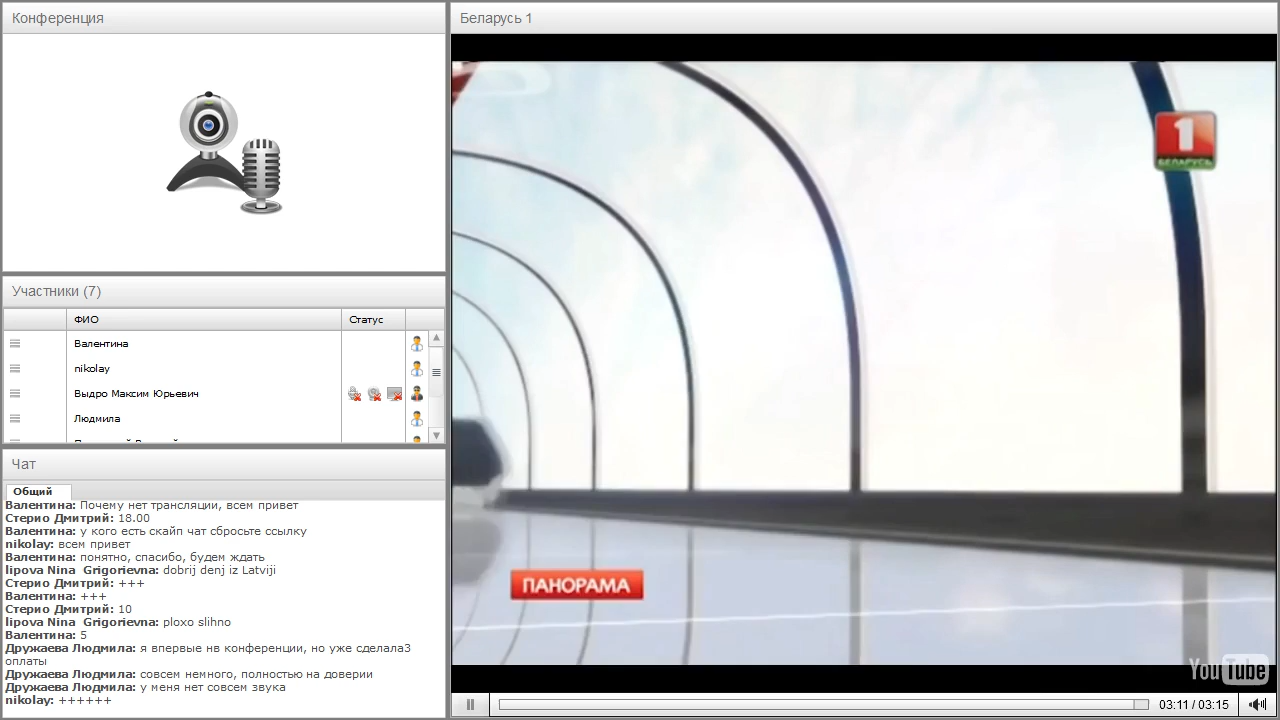 Конференция
Беларусь 1
1
БЕЛАРУСЬ
Участники (7)
ФИО Статус
Валентина
nikolay
Выдро Максим Юрьевич
Людмила
Чат
Общий
Валентина: Почему нет трансляции, всем привет
Стерио Дмитрий: 18.00
Валентина: у кого есть скайп чат сбросьте ссылку
nikolay: всем привет
Валентина: понятно, спасибо, будем ждать
lipova Nina Grigorievna: dobrij denj iz Latviji
Стерио Дмитрий: +++
Валентина: +++
Стерио Дмитрий: 10
lipova Nina Grigorievna: ploxo slihno
Валентина: 5
Дружаева Людмила: я впервые нв конференции, но уже сделала3
оплаты
Дружаева Людмила: совсем немного, полностью на доверии
Дружаева Людмила: у меня нет совсем звука
nikolay: ++++++
ПАНОРАМА
YouTube
03:11 / 03:15